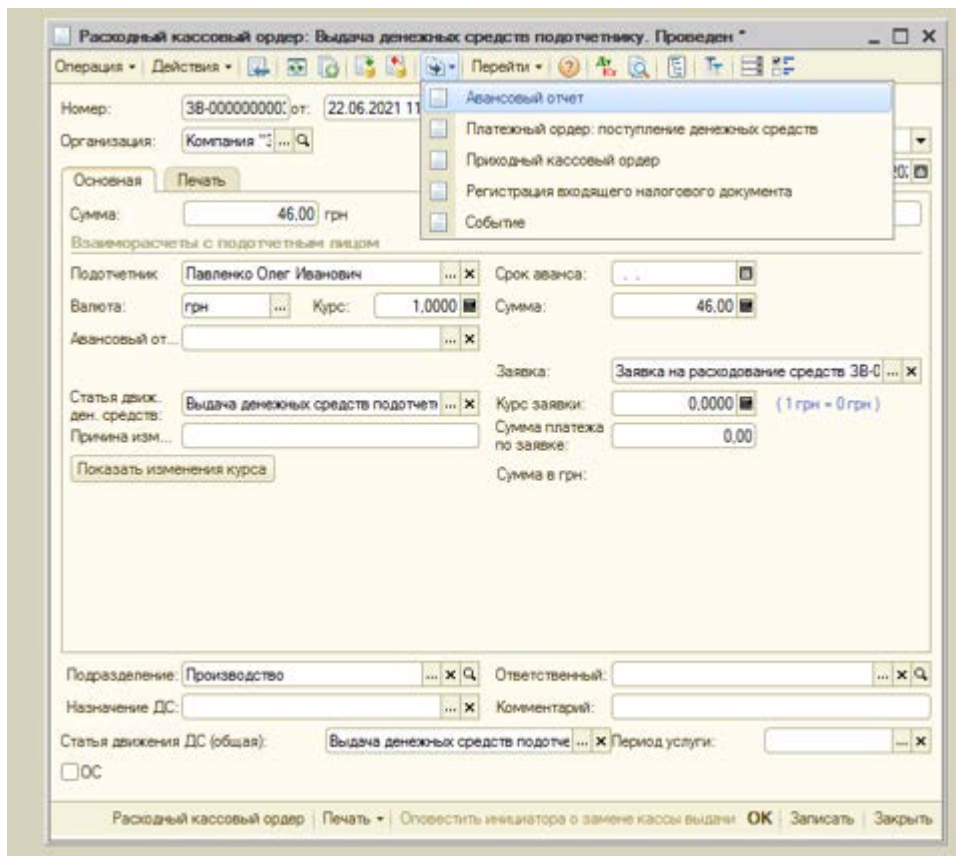 Расходный кассовый ордер: Выдача денежных средств подотчетнику. Проведен *
Операция Действия Перейти
Авансовый отчет
Платежный ордер: поступление денежных средств
Приходный кассовый ордер
Регистрация входящего налогового документа
Событие
Номер: ЗВ-000000000 от: 22.06.2021 11
Организация: Компания "З ...
Основная Печать
Сумма: 46.00 грн
Взаиморасчеты с подотчетным лицом
Подотчетник Павленко Олег Иванович ... Срок аванса: . .
Валюта: грн ... Курс: 1,0000 Сумма: 46,00
Авансовый от... ...
Заявка: Заявка на расходование средств ЗВ-0 ...
Статья движ. ден. средств: Выдача денежных средств подотчетн ... Курс заявки: 0,0000 (1 грн = 0 грн)
Причина изм... Сумма платежа по заявке: 0,00
Показать изменения курса Сумма в грн:
Подразделение: Производство ... Ответственный: ...
Назначение ДС: ... Комментарий:
Статья движения ДС (общая): Выдача денежных средств подотче ... Период услуги: ...
ОС
Расходный кассовый ордер Печать Оповестить инициатора о замене кассы выдачи OK Записать Закрыть